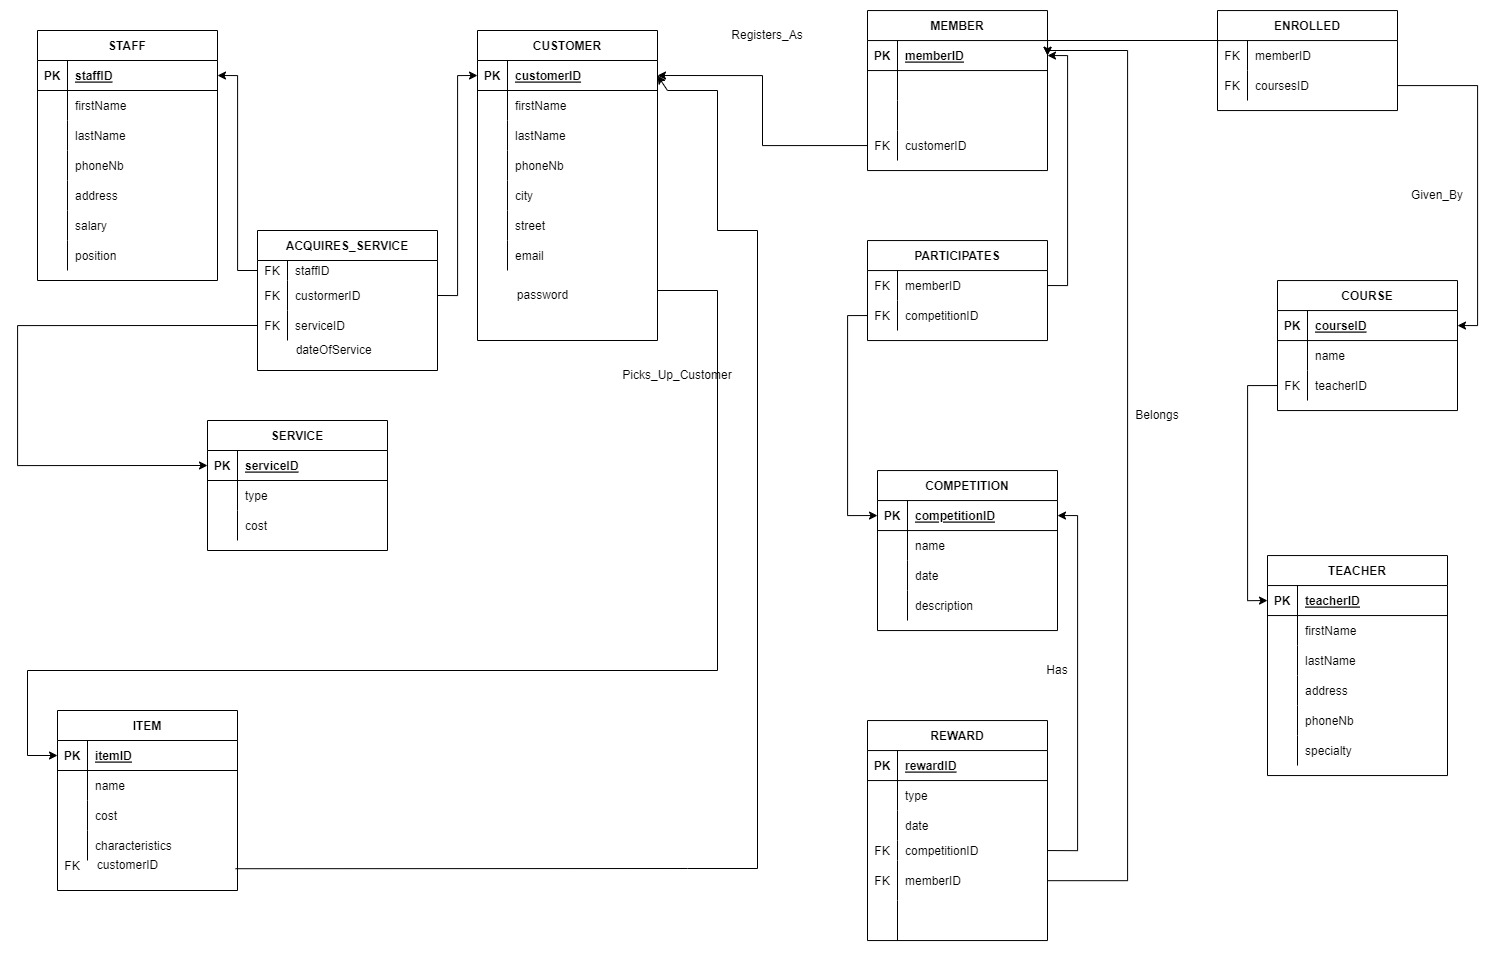 STAFF
PK staffID
firstName
lastName
phoneNb
address
salary
position
CUSTOMER
PK customerID
firstName
lastName
phoneNb
city
street
email
password
Registers_As
MEMBER
PK memberID
FK customerID
ENROLLED
FK memberID
FK coursesID
Given_By
ACQUIRES_SERVICE
FK staffID
FK custormerID
FK serviceID
dateOfService
PARTICIPATES
FK memberID
FK competitionID
COURSE
PK courseID
name
FK teacherID
Picks_Up_Customer
Belongs
SERVICE
PK serviceID
type
cost
COMPETITION
PK competitionID
name
date
description
TEACHER
PK teacherID
firstName
lastName
address
phoneNb
specialty
Has
ITEM
PK itemID
name
cost
characteristics
FK customerID
REWARD
PK rewardID
type
date
FK competitionID
FK memberID